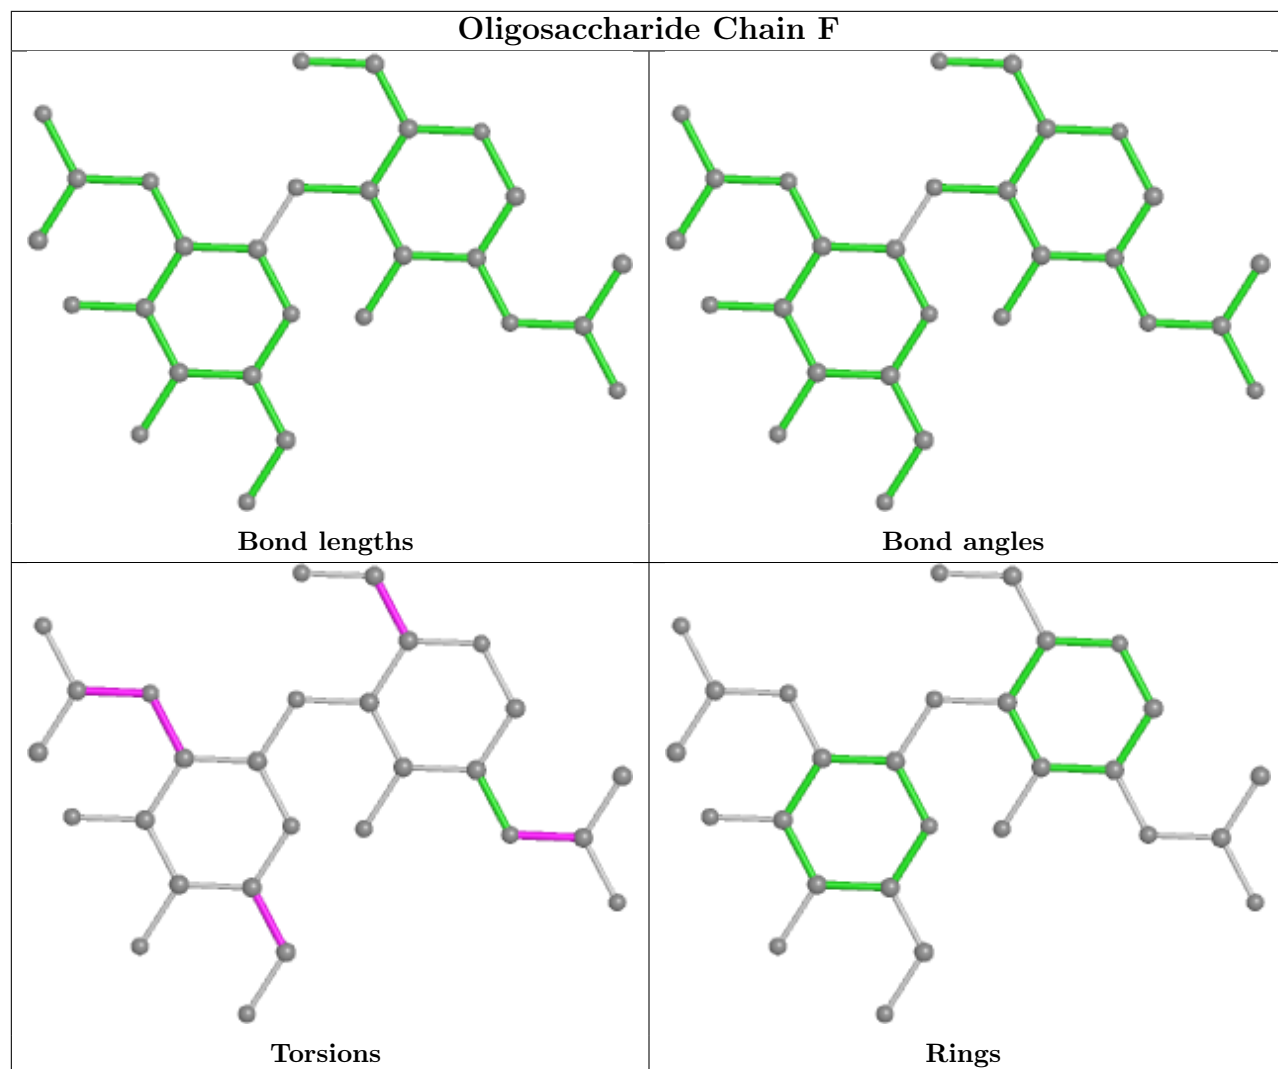 Oligosaccharide Chain F
Bond lengths
Bond angles
Torsions
Rings